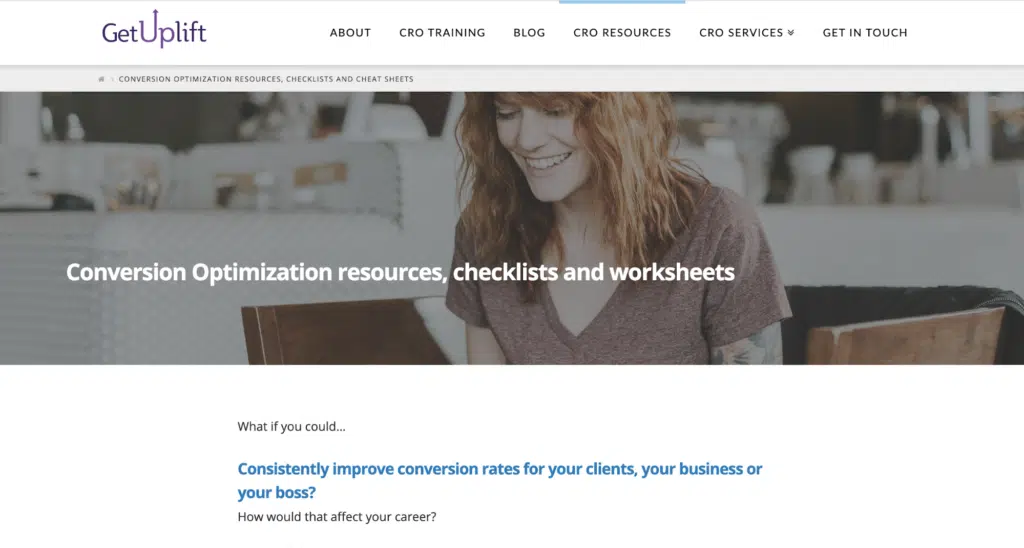 GetUplift
ABOUT
CRO TRAINING
BLOG
CRO RESOURCES
CRO SERVICES
GET IN TOUCH
CONVERSION OPTIMIZATION RESOURCES, CHECKLISTS AND CHEAT SHEETS
Conversion Optimization resources, checklists and worksheets
What if you could...
Consistently improve conversion rates for your clients, your business or
your boss?
How would that affect your career?